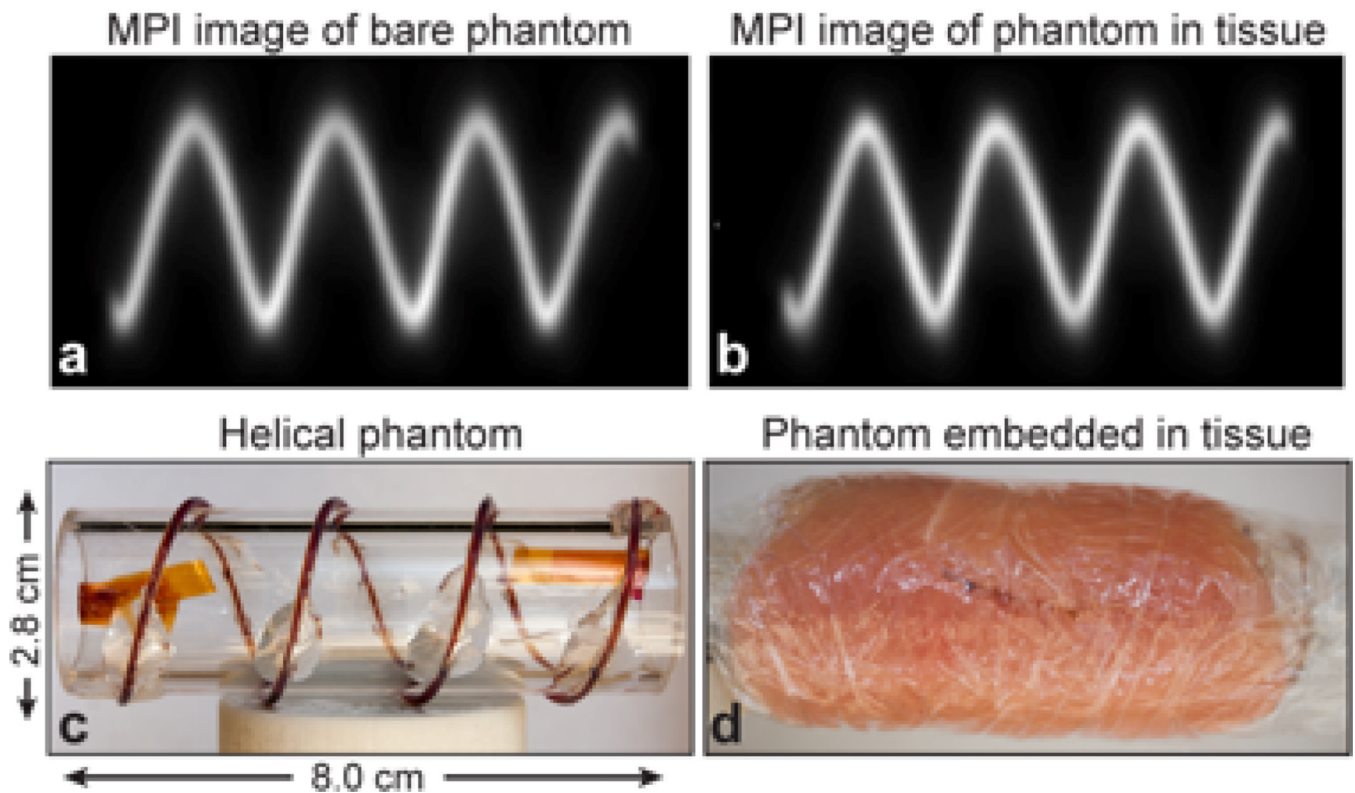 MPI image of bare phantom
MPI image of phantom in tissue
a
b
Helical phantom
Phantom embedded in tissue
2.8 cm
c
d
8.0 cm